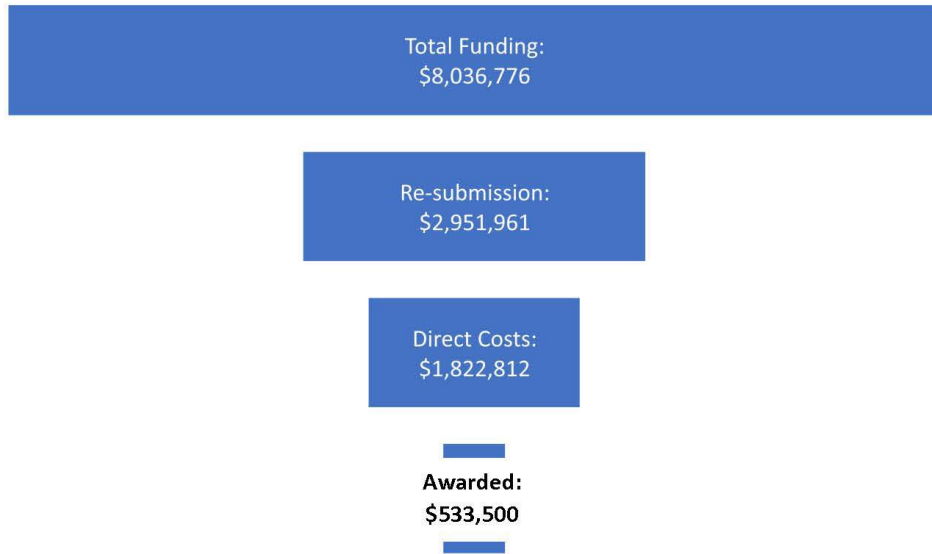 Total Funding:
$8,036,776
Re-submission:
$2,951,961
Direct Costs:
$1,822,812
Awarded:
$533,500